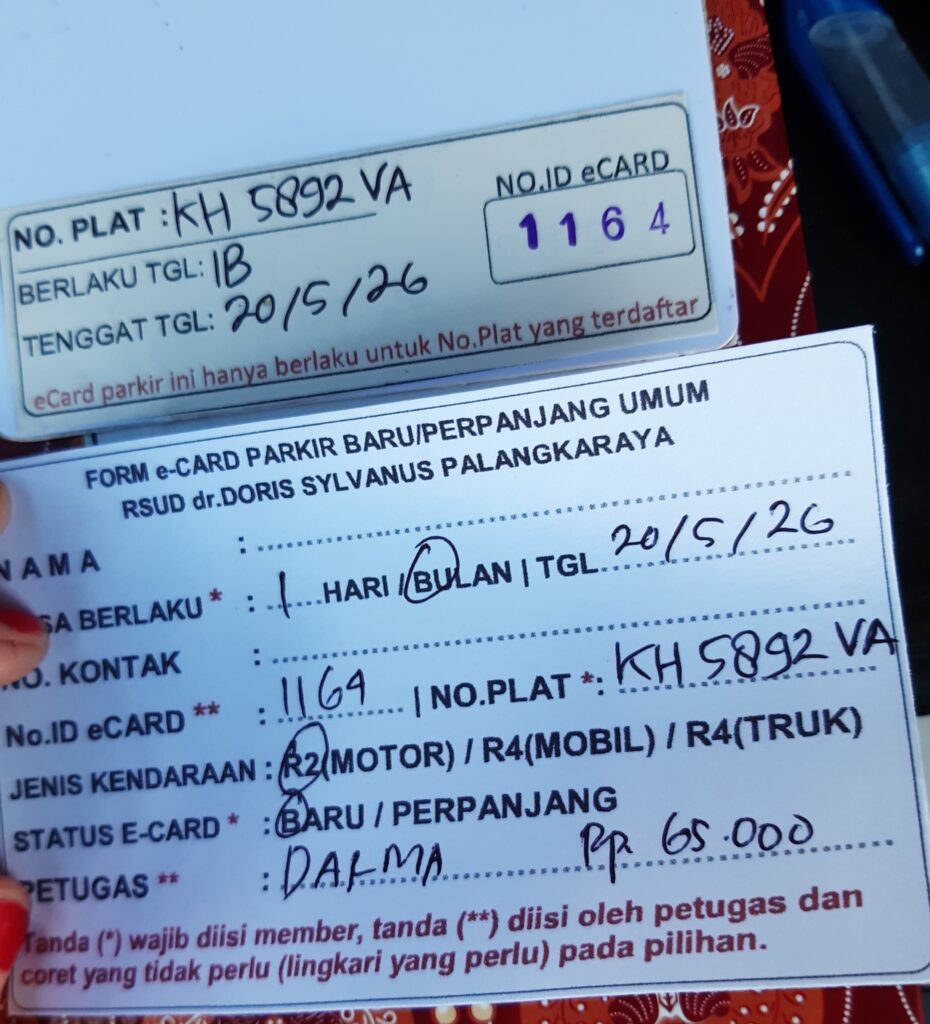 NO. PLAT : KH 5892 VA
BERLAKU TGL: 1B
TENGGAT TGL: 20/5/26
NO.ID eCARD
1164
eCard parkir ini hanya berlaku untuk No.Plat yang terdaftar
FORM e-CARD PARKIR BARU/PERPANJANG UMUM
RSUD dr.DORIS SYLVANUS PALANGKARAYA
NAMA :
SA BERLAKU * : 1 HARI / BULAN | TGL 20/5/26
NO. KONTAK :
No.ID eCARD ** : 1164 | NO.PLAT *: KH 5892 VA
JENIS KENDARAAN : R2(MOTOR) / R4(MOBIL) / R4(TRUK)
STATUS E-CARD * : BARU / PERPANJANG
PETUGAS ** : DARMA Rp 65.000
Tanda (*) wajib diisi member, tanda (**) diisi oleh petugas dan
coret yang tidak perlu (lingkari yang perlu) pada pilihan.